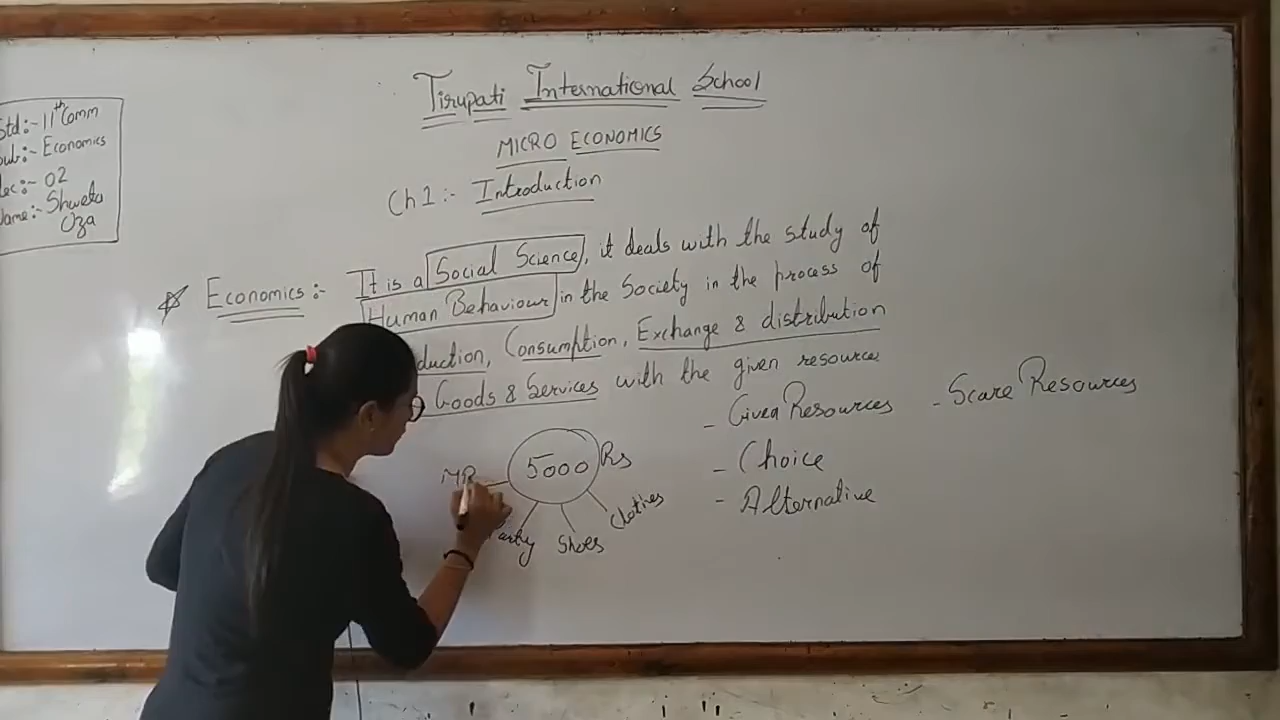 Tirupati International School
MICRO ECONOMICS
Ch 1 :- Introduction
Std:- 11th Comm
Sub:- Economics
Lec:- 02
Name:- Shweta
Oza
Economics :- It is a Social Science, it deals with the study of
Human Behaviour in the Society in the process of
duction, Consumption, Exchange & distribution
Goods & Services with the given resources
- Given Resources - Scare Resources
- Choice
- Alternative
5000 Rs
MR
arty Shoes Clothes